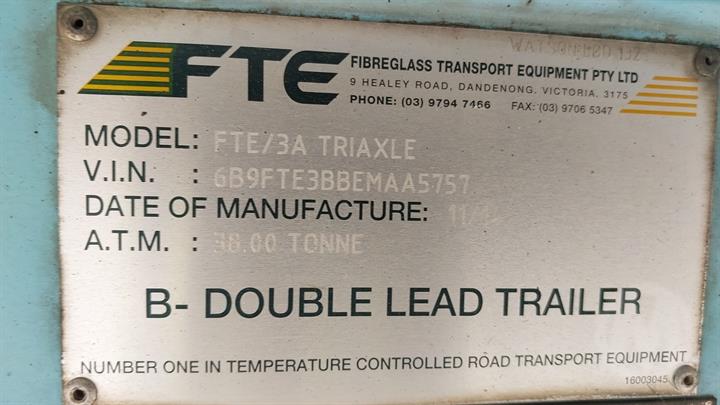 FTE FIBREGLASS TRANSPORT EQUIPMENT PTY LTD
9 HEALEY ROAD, DANDENONG, VICTORIA, 3175
PHONE: (03) 9794 7466 FAX: (03) 9706 5347
MODEL: FTE/3A TRIAXLE
V.I.N. : 6B9FTE3BBEMAA5757
DATE OF MANUFACTURE:
A.T.M. : 38.00 TONNE
B- DOUBLE LEAD TRAILER
NUMBER ONE IN TEMPERATURE CONTROLLED ROAD TRANSPORT EQUIPMENT
16003045